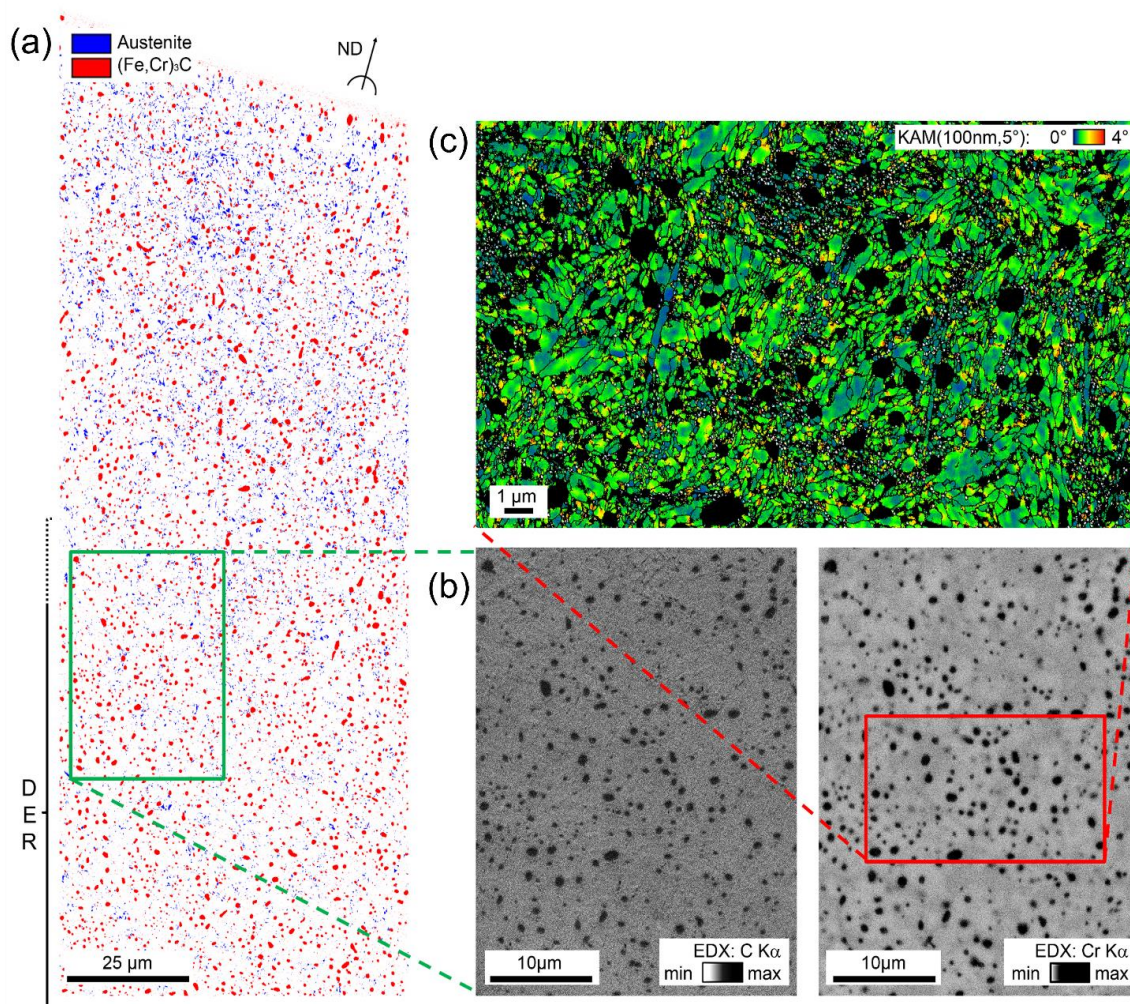 (a)
Austenite
(Fe,Cr)₃C
ND
(c)
KAM(100nm,5°): 0° 4°
1 µm
(b)
D
E
R
25 µm
10µm
EDX: C Kα
min max
10µm
EDX: Cr Kα
min max